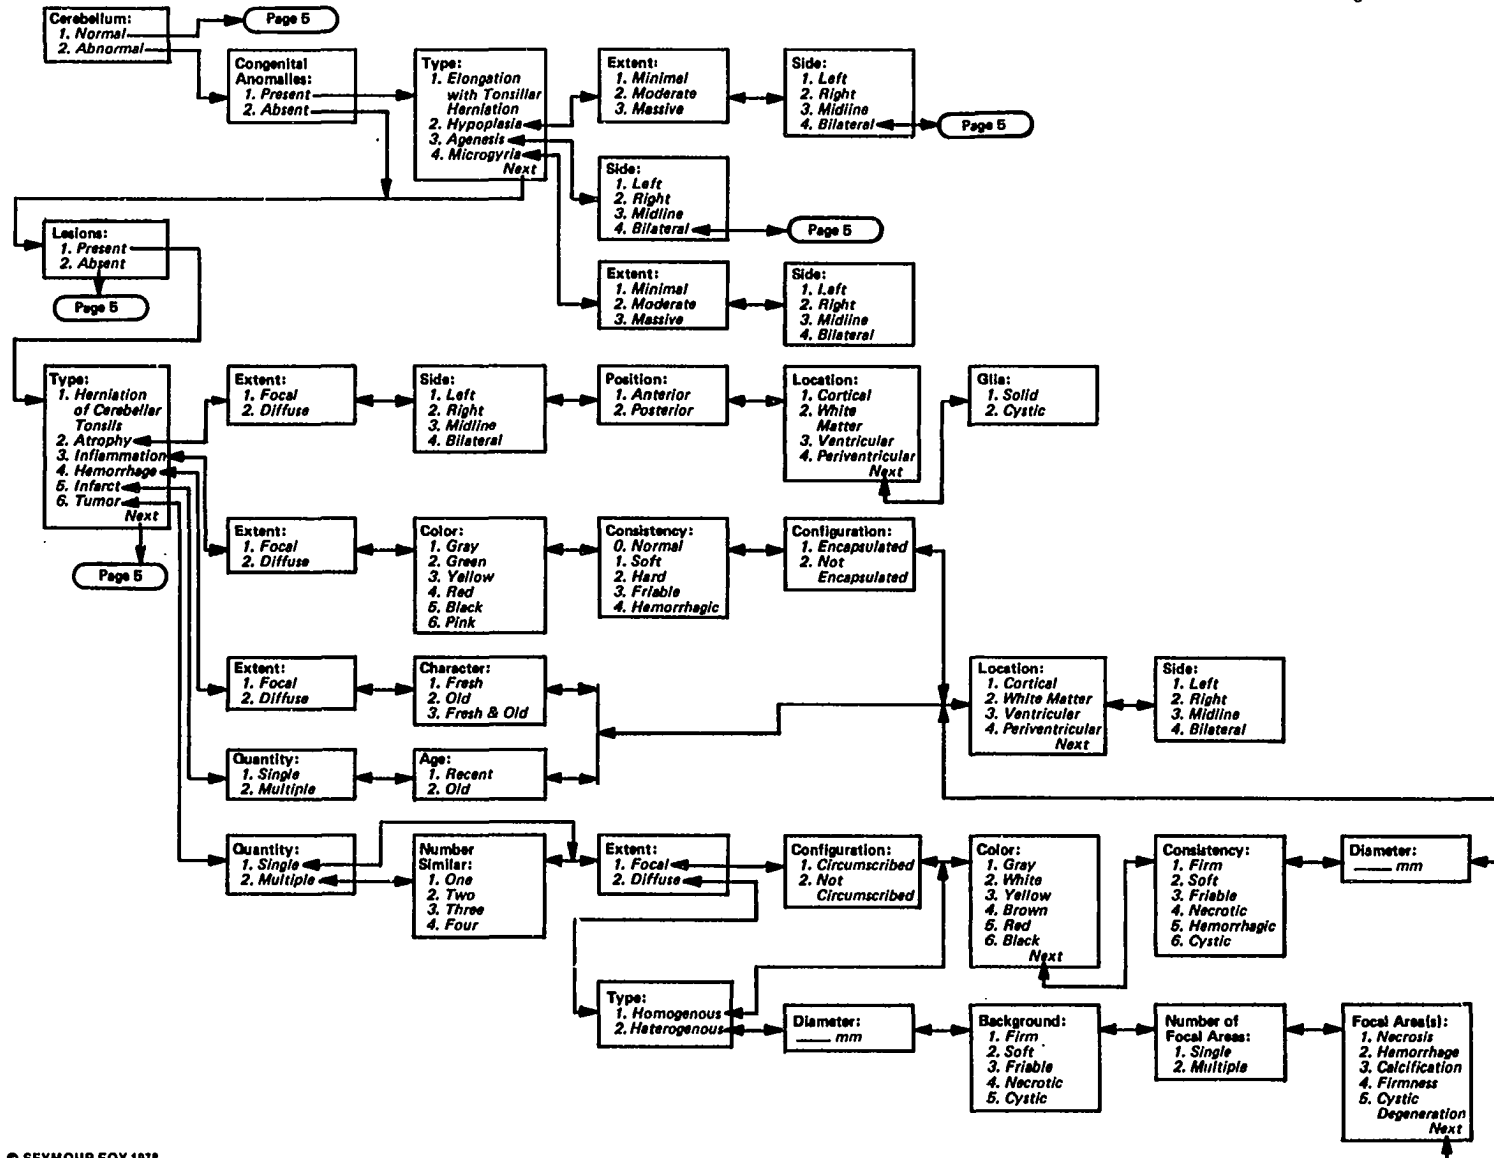 Cerebellum:
1. Normal
2. Abnormal
Page 5
Congenital
Anomalies:
1. Present
2. Absent
Type:
1. Elongation
with Tonsillar
Herniation
2. Hypoplasia
3. Agenesis
4. Microgyria
Next
Extent:
1. Minimal
2. Moderate
3. Massive
Side:
1. Left
2. Right
3. Midline
4. Bilateral
Page 5
Side:
1. Left
2. Right
3. Midline
4. Bilateral
Page 5
Extent:
1. Minimal
2. Moderate
3. Massive
Side:
1. Left
2. Right
3. Midline
4. Bilateral
Lesions:
1. Present
2. Absent
Page 5
Type:
1. Herniation
of Cerebellar
Tonsils
2. Atrophy
3. Inflammation
4. Hemorrhage
5. Infarct
6. Tumor
Next
Page 5
Extent:
1. Focal
2. Diffuse
Side:
1. Left
2. Right
3. Midline
4. Bilateral
Position:
1. Anterior
2. Posterior
Location:
1. Cortical
2. White
Matter
3. Ventricular
4. Periventricular
Next
Glia:
1. Solid
2. Cystic
Extent:
1. Focal
2. Diffuse
Color:
1. Gray
2. Green
3. Yellow
4. Red
5. Black
6. Pink
Consistency:
0. Normal
1. Soft
2. Hard
3. Friable
4. Hemorrhagic
Configuration:
1. Encapsulated
2. Not
Encapsulated
Extent:
1. Focal
2. Diffuse
Character:
1. Fresh
2. Old
3. Fresh & Old
Location:
1. Cortical
2. White Matter
3. Ventricular
4. Periventricular
Next
Side:
1. Left
2. Right
3. Midline
4. Bilateral
Quantity:
1. Single
2. Multiple
Age:
1. Recent
2. Old
Quantity:
1. Single
2. Multiple
Number
Similar:
1. One
2. Two
3. Three
4. Four
Extent:
1. Focal
2. Diffuse
Configuration:
1. Circumscribed
2. Not
Circumscribed
Color:
1. Gray
2. White
3. Yellow
4. Brown
5. Red
6. Black
Next
Consistency:
1. Firm
2. Soft
3. Friable
4. Necrotic
5. Hemorrhagic
6. Cystic
Diameter:
____ mm
Type:
1. Homogenous
2. Heterogenous
Diameter:
____ mm
Background:
1. Firm
2. Soft
3. Friable
4. Necrotic
5. Cystic
Number of
Focal Areas:
1. Single
2. Multiple
Focal Area(s):
1. Necrosis
2. Hemorrhage
3. Calcification
4. Firmness
5. Cystic
Degeneration
Next
© SEYMOUR FOX 1978